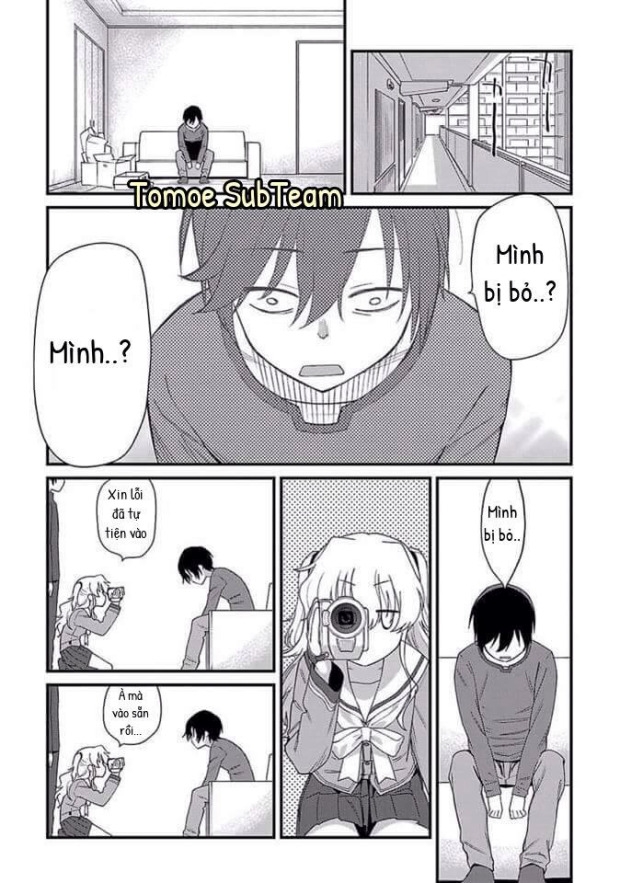 Tomoe SubTeam
Mình
bị bỏ..?
Mình..?
Mình
bị bỏ..
Xin lỗi
đã tự
tiện vào
À mà
vào sẵn
rồi...